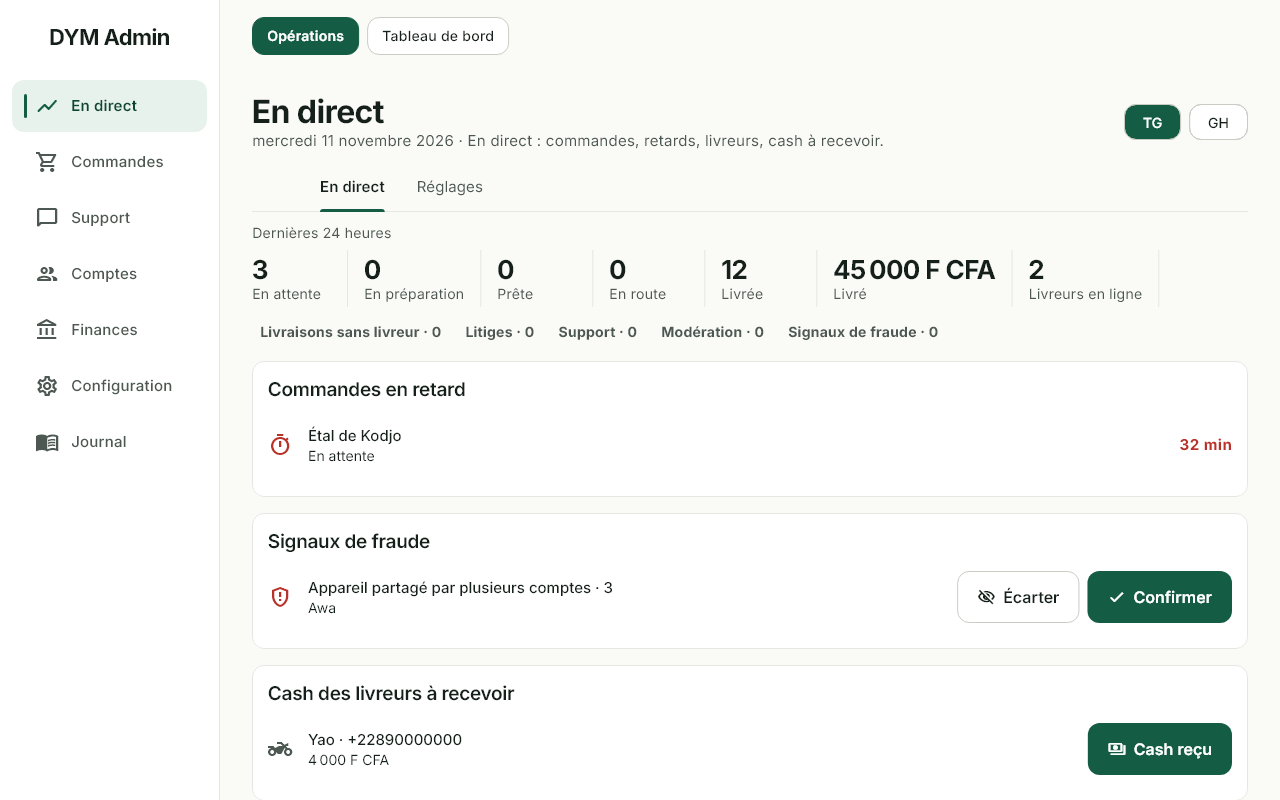 DYM Admin
En direct
Commandes
Support
Comptes
Finances
Configuration
Journal
Opérations
Tableau de bord
En direct
mercredi 11 novembre 2026 · En direct : commandes, retards, livreurs, cash à recevoir.
TG
GH
En direct
Réglages
Dernières 24 heures
3
En attente
0
En préparation
0
Prête
0
En route
12
Livrée
45 000 F CFA
Livré
2
Livreurs en ligne
Livraisons sans livreur · 0
Litiges · 0
Support · 0
Modération · 0
Signaux de fraude · 0
Commandes en retard
Étal de Kodjo
En attente
32 min
Signaux de fraude
Appareil partagé par plusieurs comptes · 3
Awa
Écarter
Confirmer
Cash des livreurs à recevoir
Yao · +22890000000
4 000 F CFA
Cash reçu